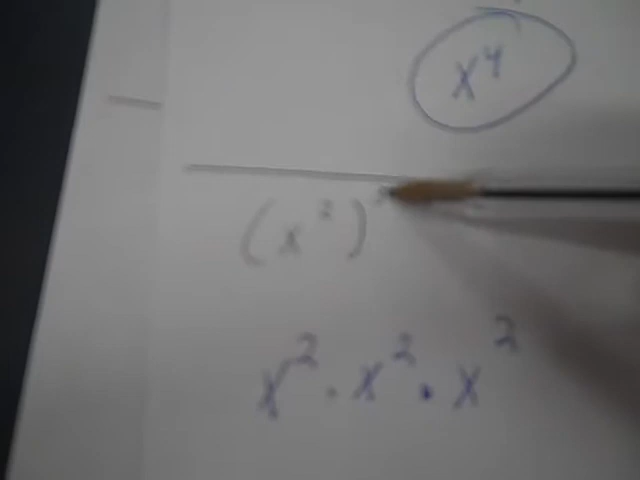 x⁴
(x²)
x² · x² · x²